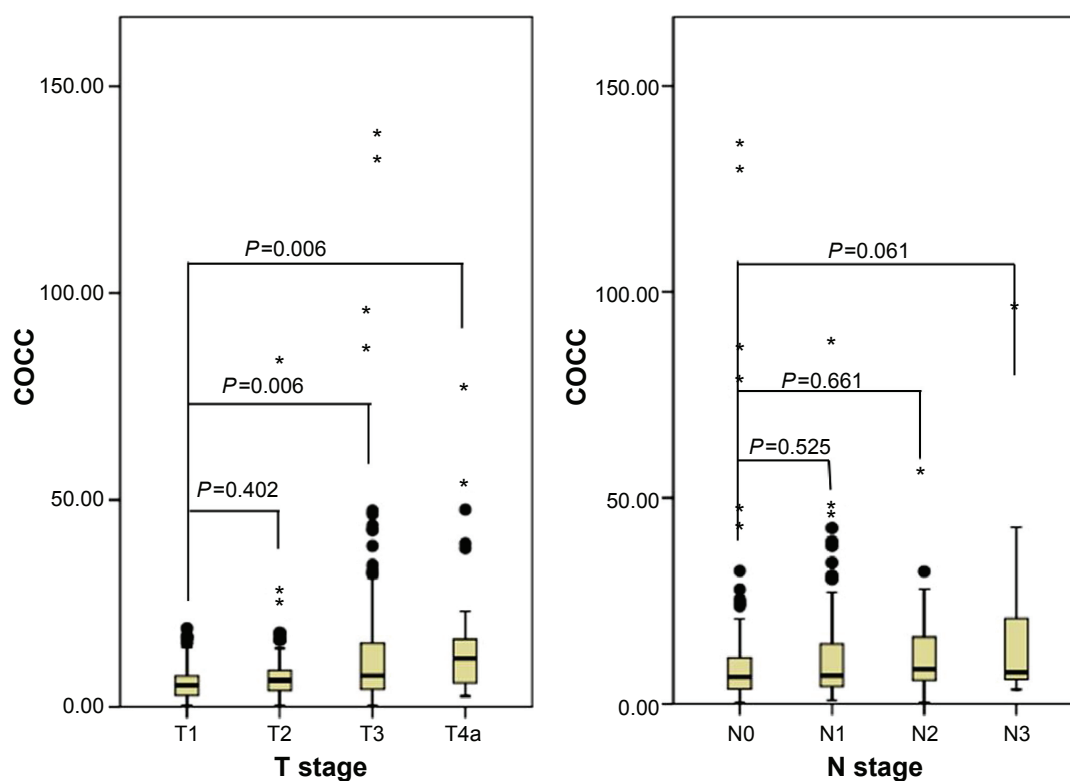 150.00
100.00
50.00
0.00
COCC
P=0.006
P=0.006
P=0.402
T1 T2 T3 T4a
T stage
150.00
100.00
50.00
0.00
COCC
P=0.061
P=0.661
P=0.525
N0 N1 N2 N3
N stage